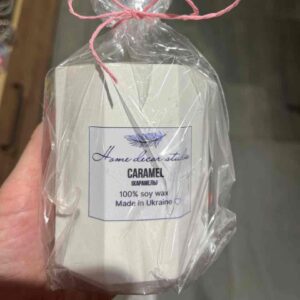 Home decor studio
CARAMEL
(КАРАМЕЛЬ)
100% soy wax
Made in Ukraine ♡